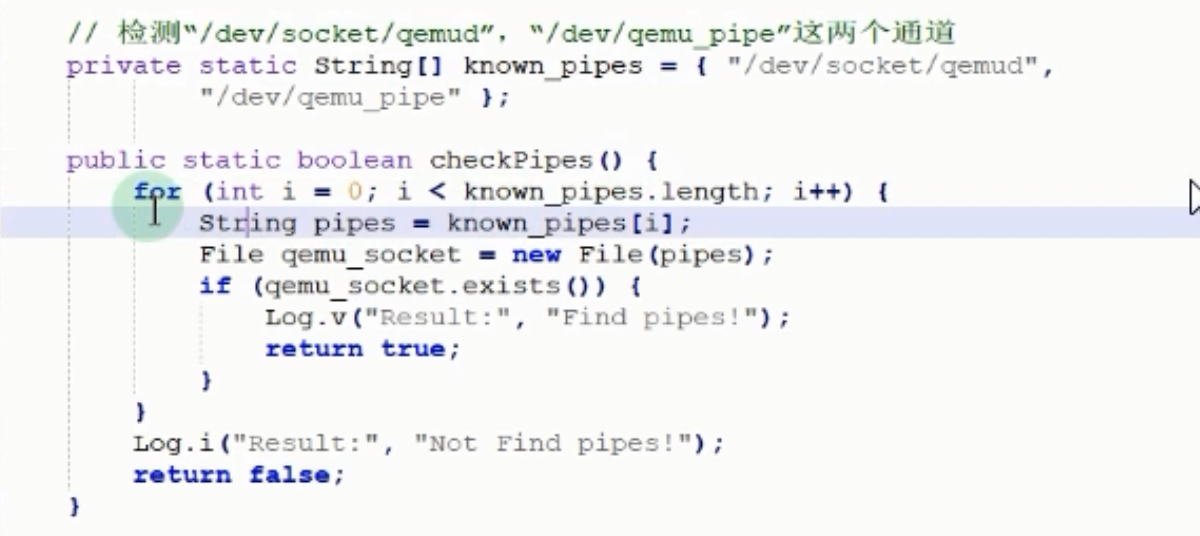 // 检测“/dev/socket/qemud”，“/dev/qemu_pipe”这两个通道
private static String[] known_pipes = { "/dev/socket/qemud",
"/dev/qemu_pipe" };
public static boolean checkPipes() {
for (int i = 0; i < known_pipes.length; i++) {
String pipes = known_pipes[i];
File qemu_socket = new File(pipes);
if (qemu_socket.exists()) {
Log.v("Result:", "Find pipes!");
return true;
}
}
Log.i("Result:", "Not Find pipes!");
return false;
}